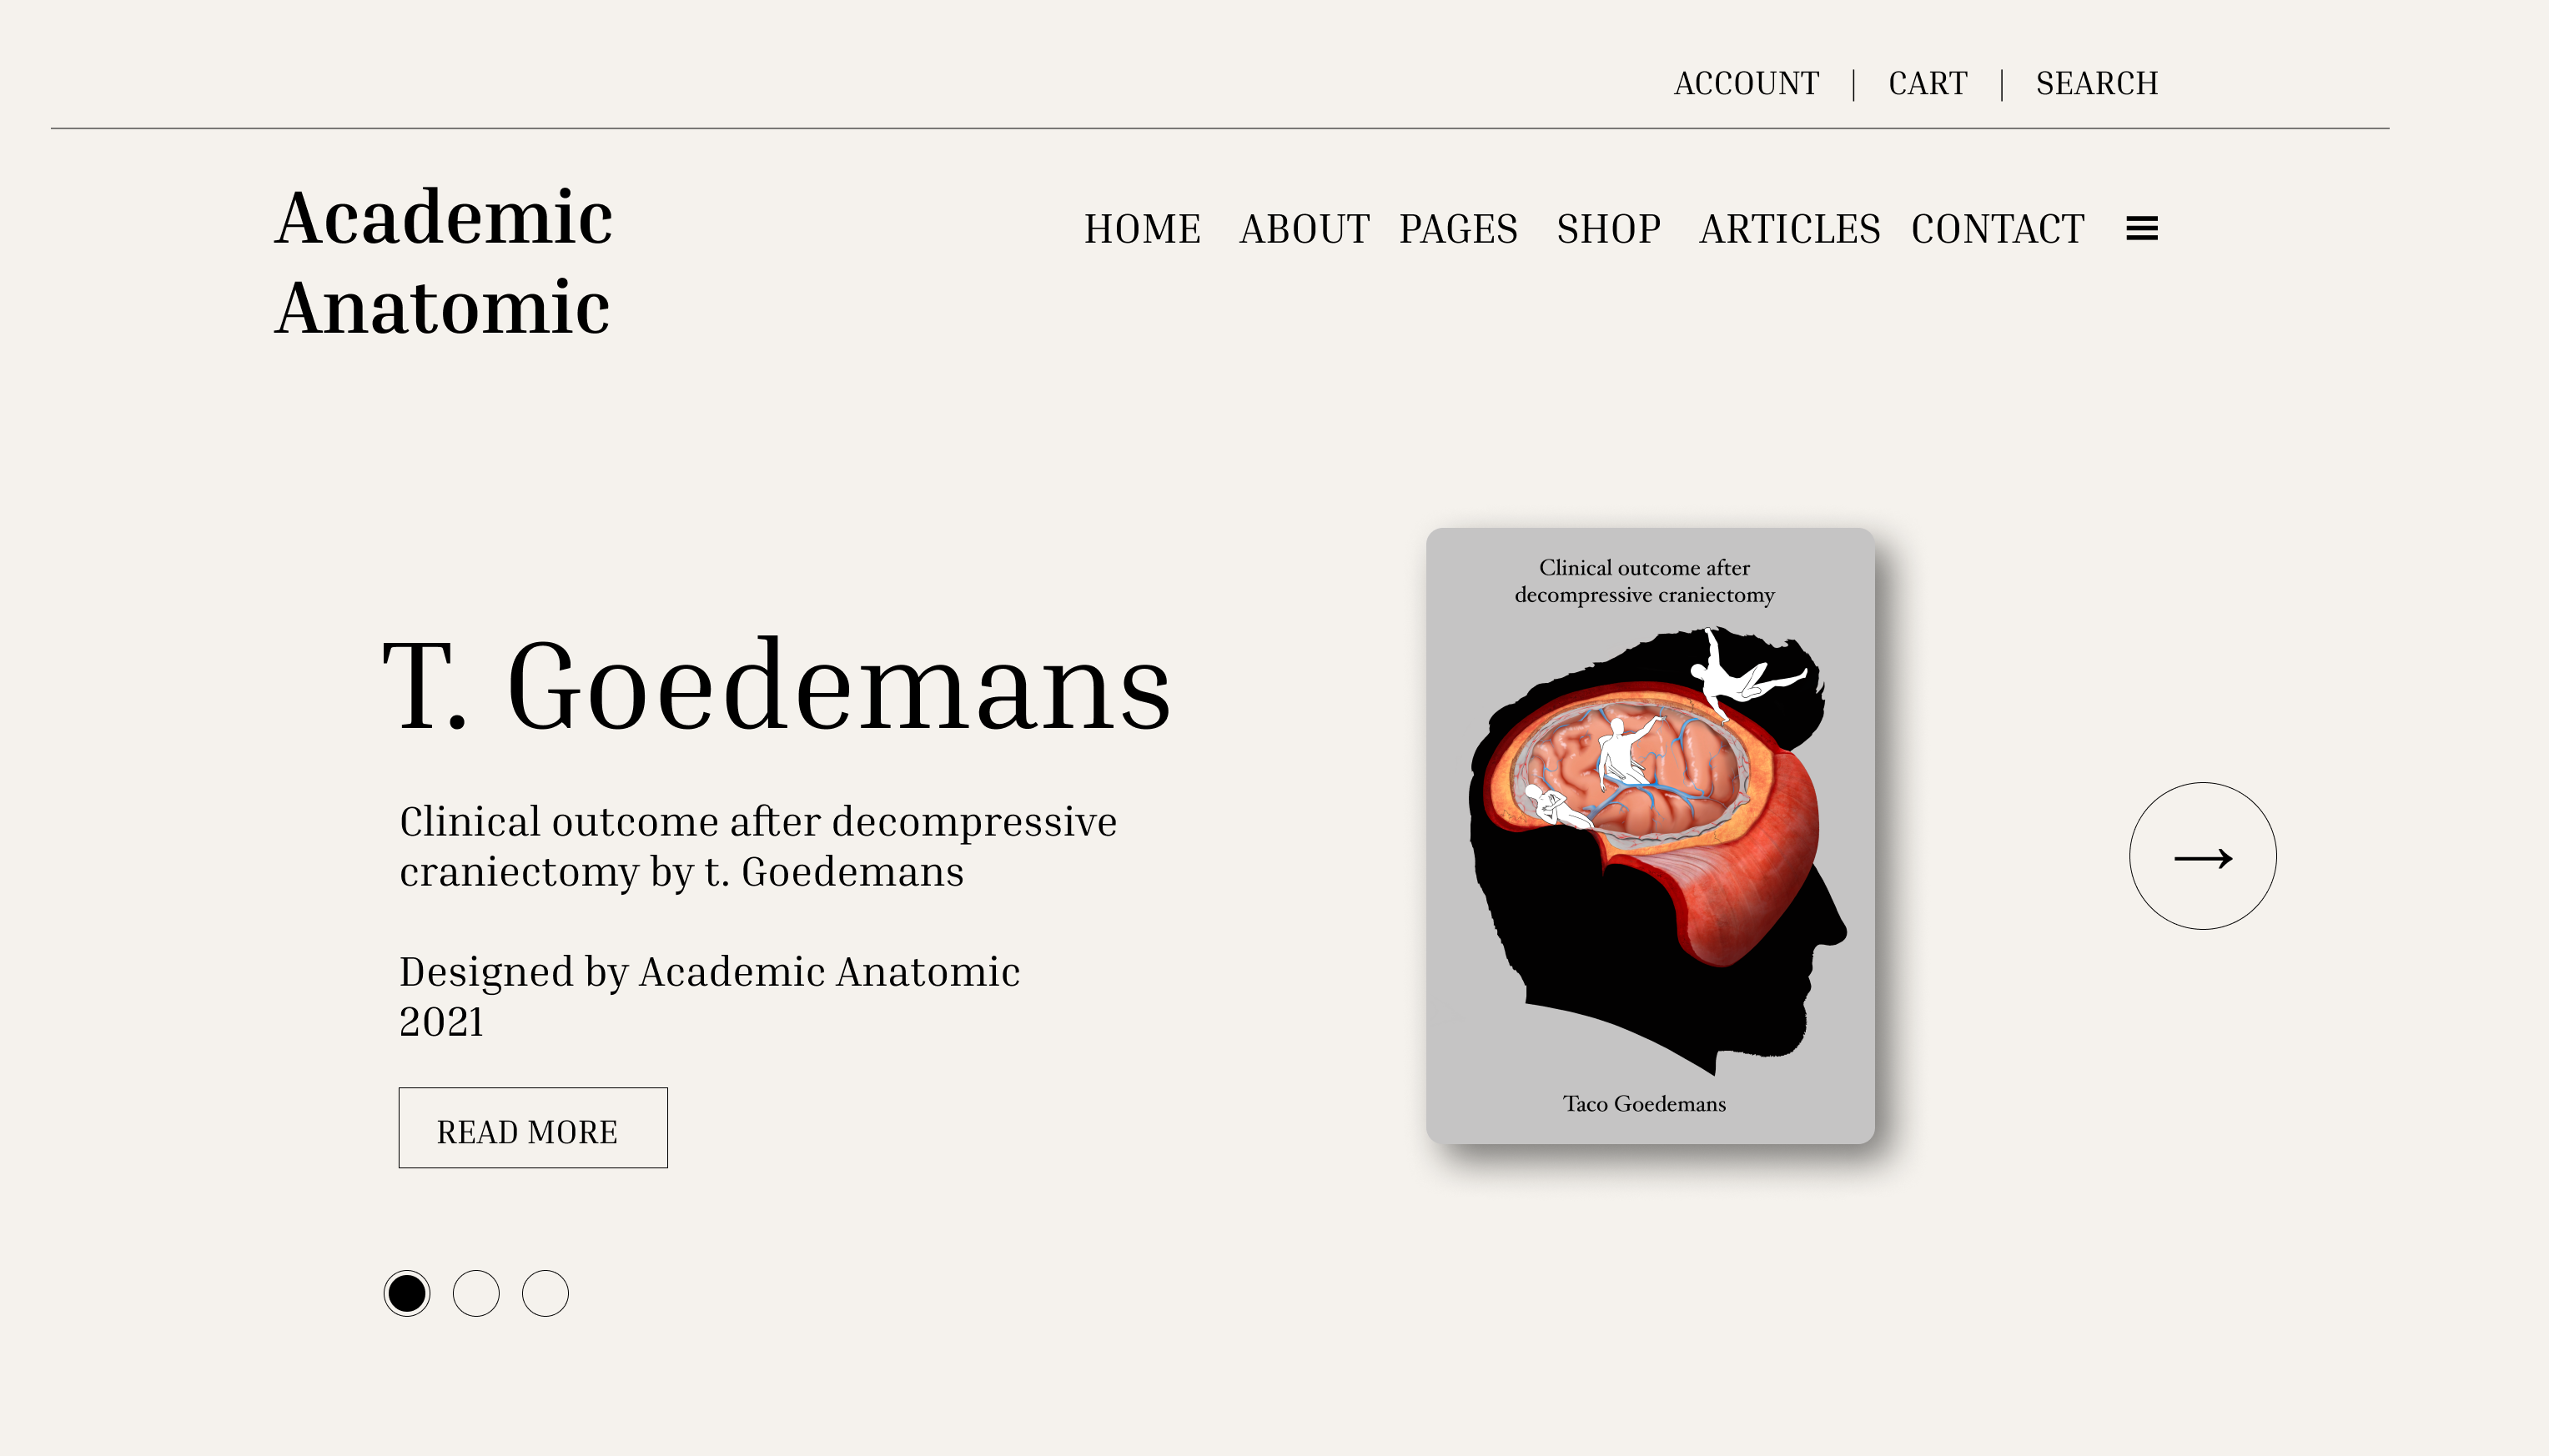 ACCOUNT | CART | SEARCH
Academic
Anatomic
HOME ABOUT PAGES SHOP ARTICLES CONTACT
T. Goedemans
Clinical outcome after decompressive
craniectomy by t. Goedemans
Designed by Academic Anatomic
2021
READ MORE
Clinical outcome after
decompressive craniectomy
Taco Goedemans